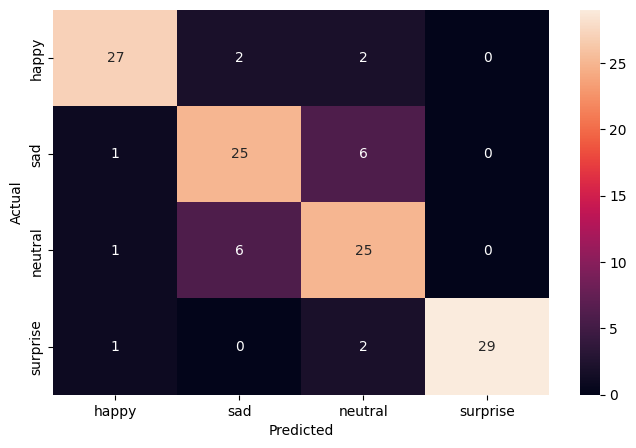 happy 27 2 2 0
sad 1 25 6 0
neutral 1 6 25 0
surprise 1 0 2 29
happy sad neutral surprise
Predicted
Actual
25
20
15
10
5
0